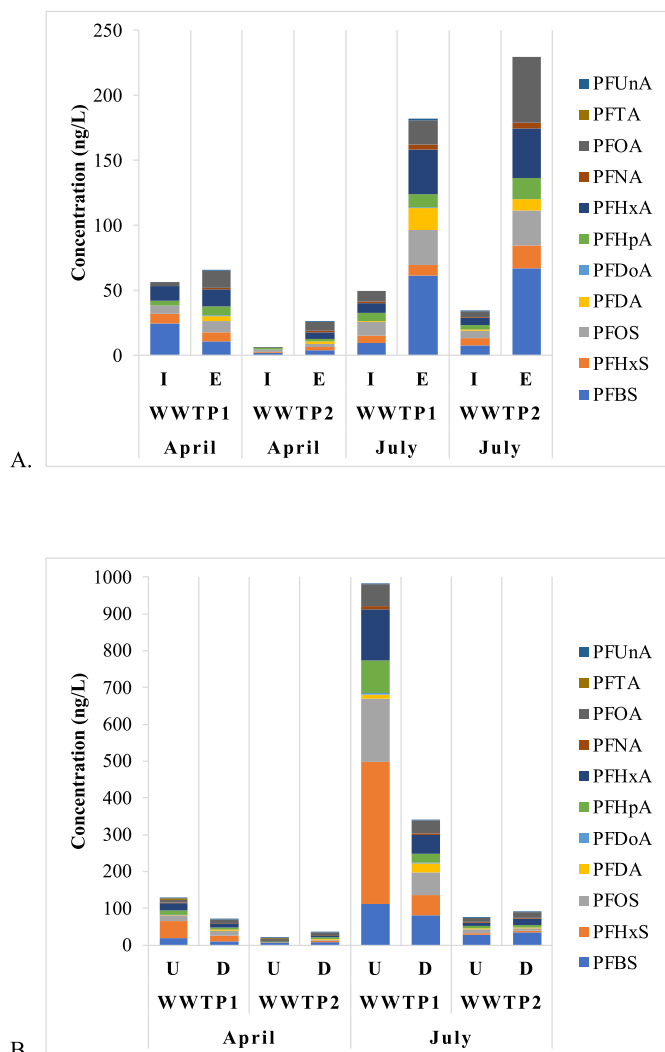 250
200
150
100
50
0
Concentration (ng/L)
I E I E I E I E
WWTP1 WWTP2 WWTP1 WWTP2
April April July July
PFUnA
PFTA
PFOA
PFNA
PFHxA
PFHpA
PFDoA
PFDA
PFOS
PFHxS
PFBS
A.
1000
900
800
700
600
500
400
300
200
100
0
Concentration (ng/L)
U D U D U D U D
WWTP1 WWTP2 WWTP1 WWTP2
April July
PFUnA
PFTA
PFOA
PFNA
PFHxA
PFHpA
PFDoA
PFDA
PFOS
PFHxS
PFBS
B